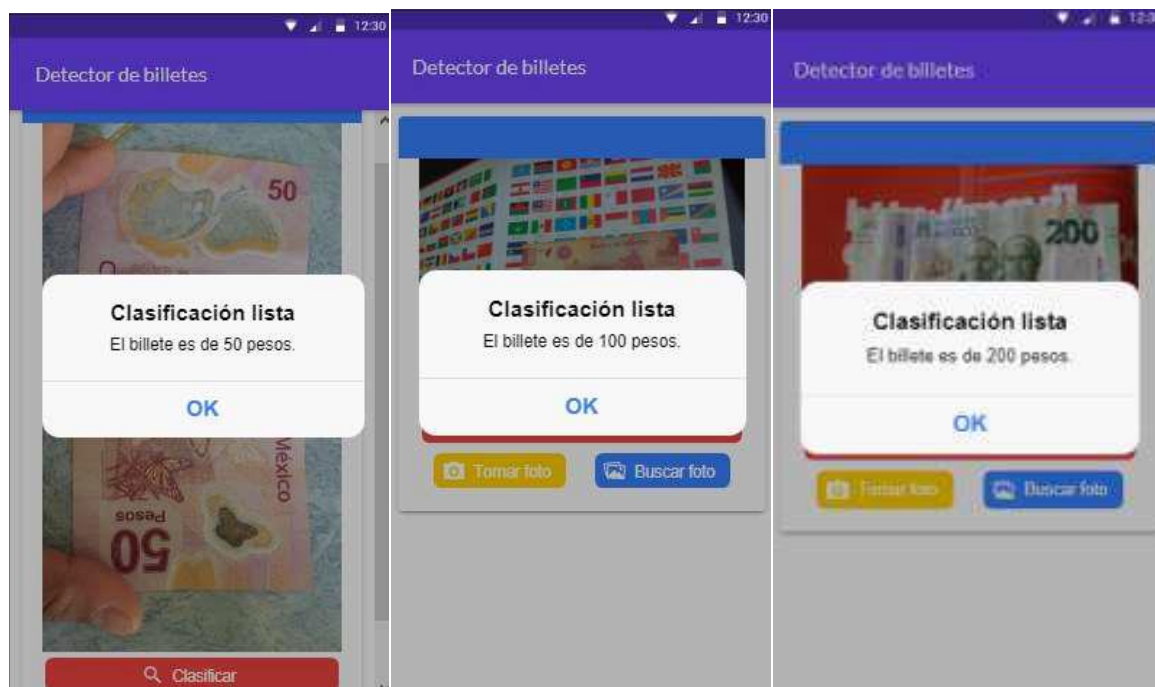 12:30
Detector de billetes
50
Clasificación lista
El billete es de 50 pesos.
OK
México
Pesos
50
Clasificar
12:30
Detector de billetes
Clasificación lista
El billete es de 100 pesos.
OK
Tomar foto
Buscar foto
12:3
Detector de billetes
200
Clasificación lista
El billete es de 200 pesos.
OK
Tomar foto
Buscar foto